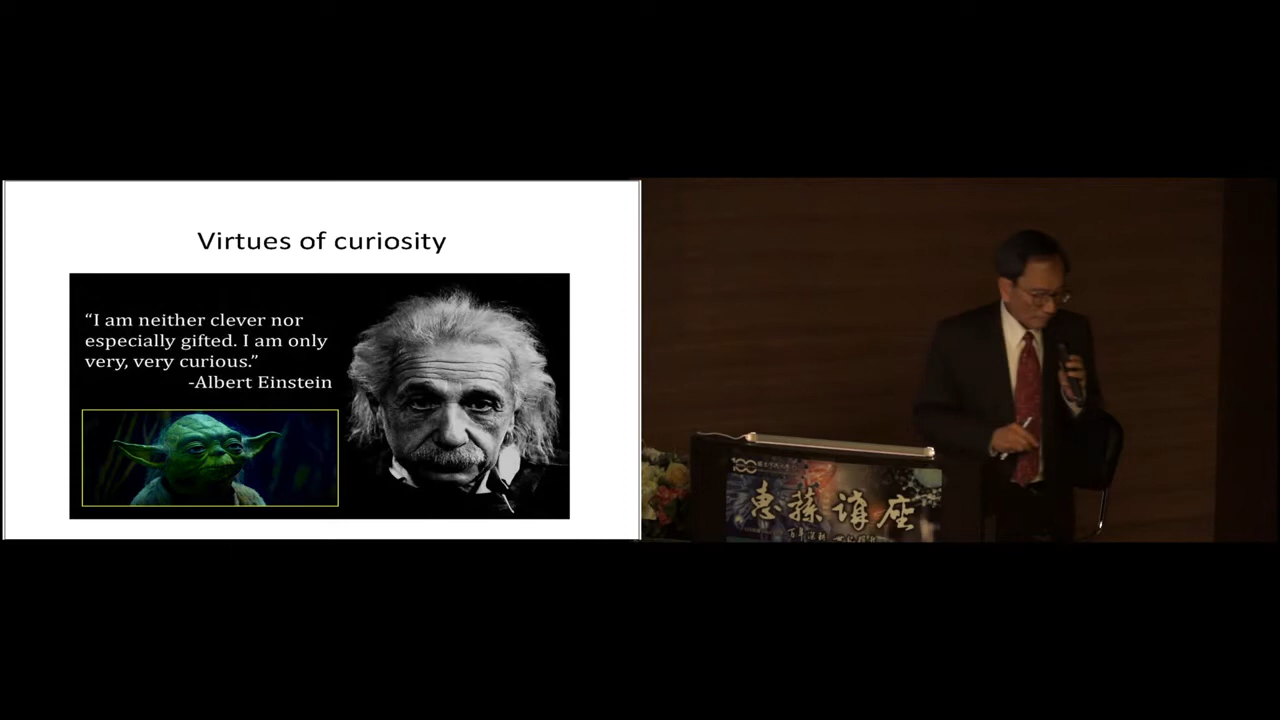 Virtues of curiosity
“I am neither clever nor
especially gifted. I am only
very, very curious.”
-Albert Einstein
惠蓀講座